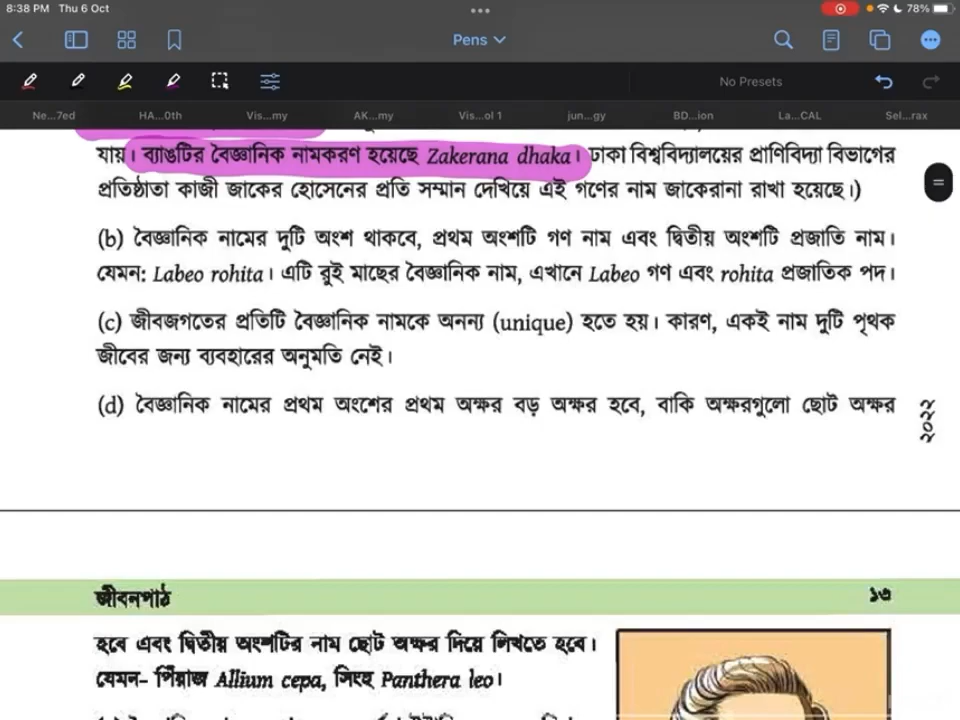 8:38 PM Thu 6 Oct
78%
Pens
No Presets
Ne...7ed HA...0th Vis...my AK...my Vis...ol 1 jun...gy BD...ion La...CAL Sel...rax
যায়। ব্যাঙটির বৈজ্ঞানিক নামকরণ হয়েছে Zakerana dhaka। ঢাকা বিশ্ববিদ্যালয়ের প্রাণিবিদ্যা বিভাগের
প্রতিষ্ঠাতা কাজী জাকের হোসেনের প্রতি সম্মান দেখিয়ে এই গণের নাম জাকেরানা রাখা হয়েছে।)
(b) বৈজ্ঞানিক নামের দুটি অংশ থাকবে, প্রথম অংশটি গণ নাম এবং দ্বিতীয় অংশটি প্রজাতি নাম।
যেমন: Labeo rohita। এটি রুই মাছের বৈজ্ঞানিক নাম, এখানে Labeo গণ এবং rohita প্রজাতিক পদ।
(c) জীবজগতের প্রতিটি বৈজ্ঞানিক নামকে অনন্য (unique) হতে হয়। কারণ, একই নাম দুটি পৃথক
জীবের জন্য ব্যবহারের অনুমতি নেই।
(d) বৈজ্ঞানিক নামের প্রথম অংশের প্রথম অক্ষর বড় অক্ষর হবে, বাকি অক্ষরগুলো ছোট অক্ষর
২০২২
জীবনপাঠ ১৩
হবে এবং দ্বিতীয় অংশটির নাম ছোট অক্ষর দিয়ে লিখতে হবে।
যেমন- পিঁয়াজ Allium cepa, সিংহ Panthera leo।